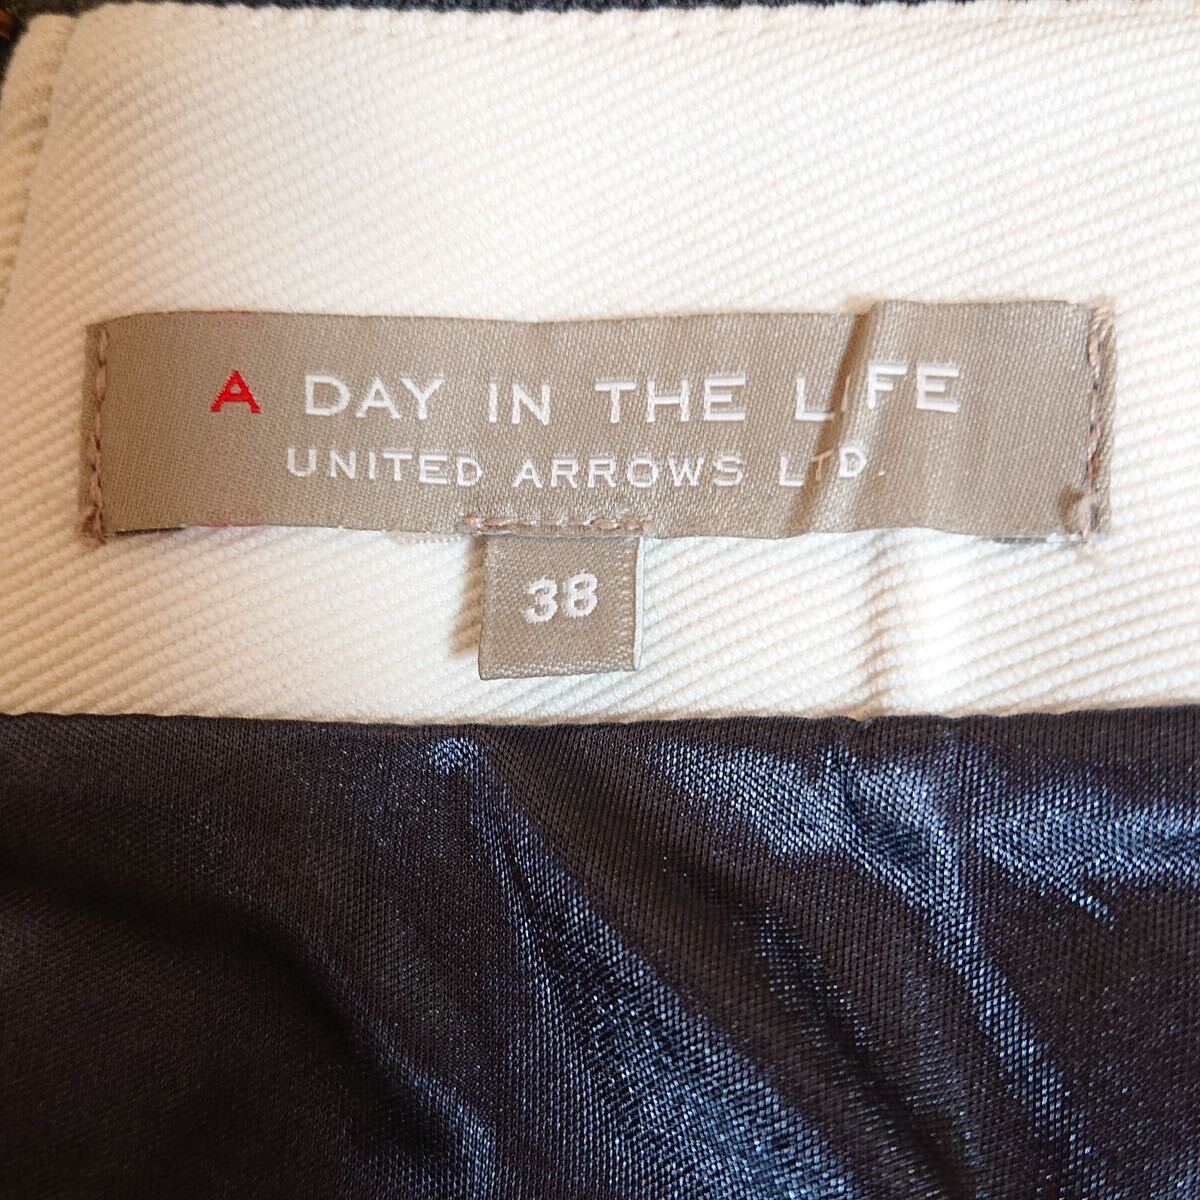 A DAY IN THE LIFE
UNITED ARROWS LTD.
38